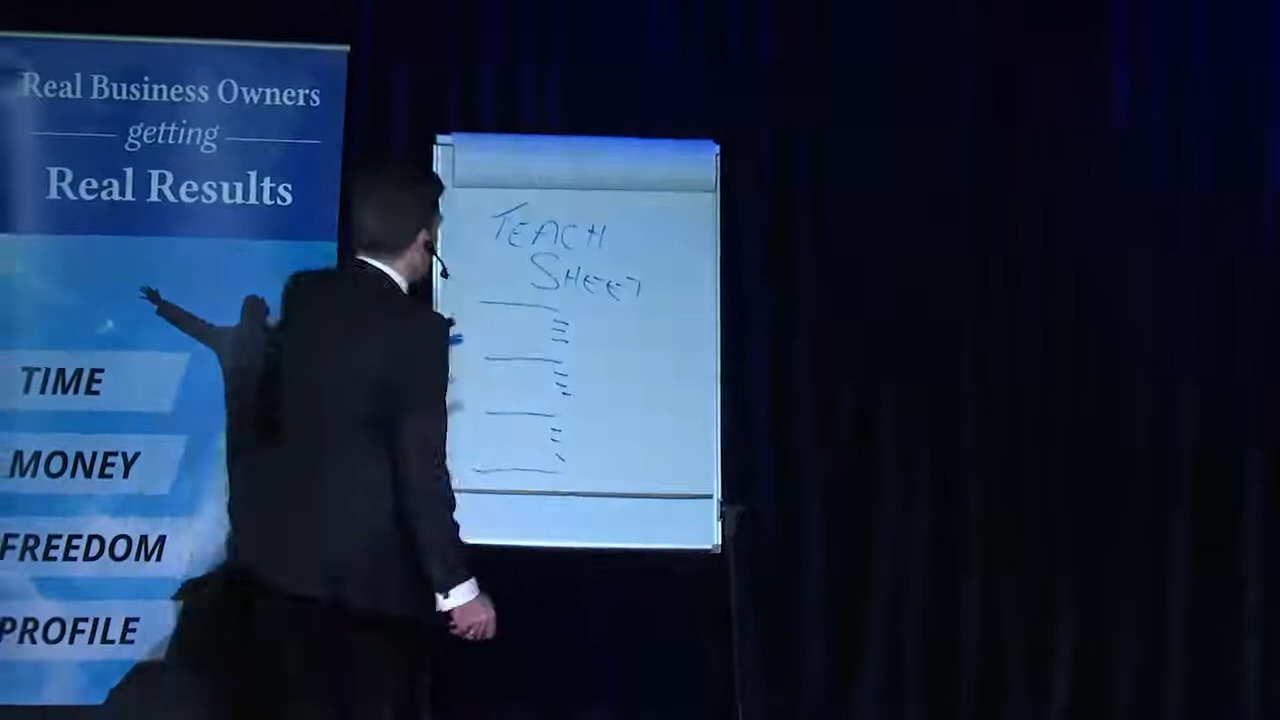 Real Business Owners
getting
Real Results
TIME
MONEY
FREEDOM
PROFILE
TEACH
SHEET